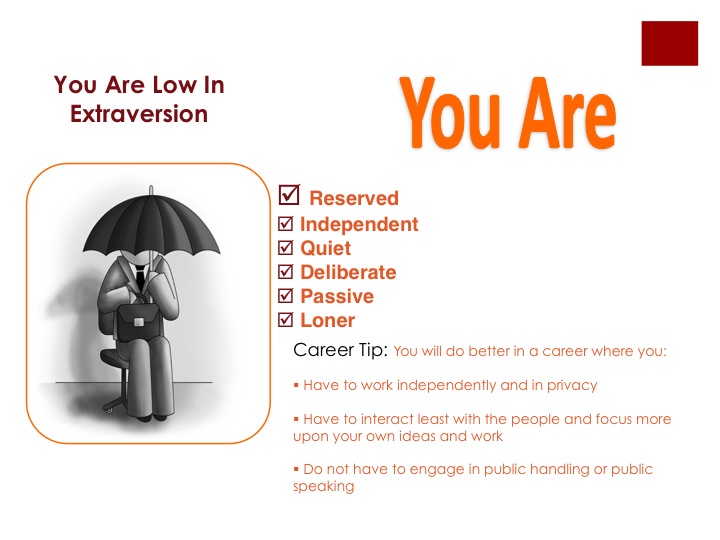 You Are Low In
Extraversion
You Are
☑ Reserved
☑ Independent
☑ Quiet
☑ Deliberate
☑ Passive
☑ Loner
Career Tip: You will do better in a career where you:
▪ Have to work independently and in privacy
▪ Have to interact least with the people and focus more
upon your own ideas and work
▪ Do not have to engage in public handling or public
speaking